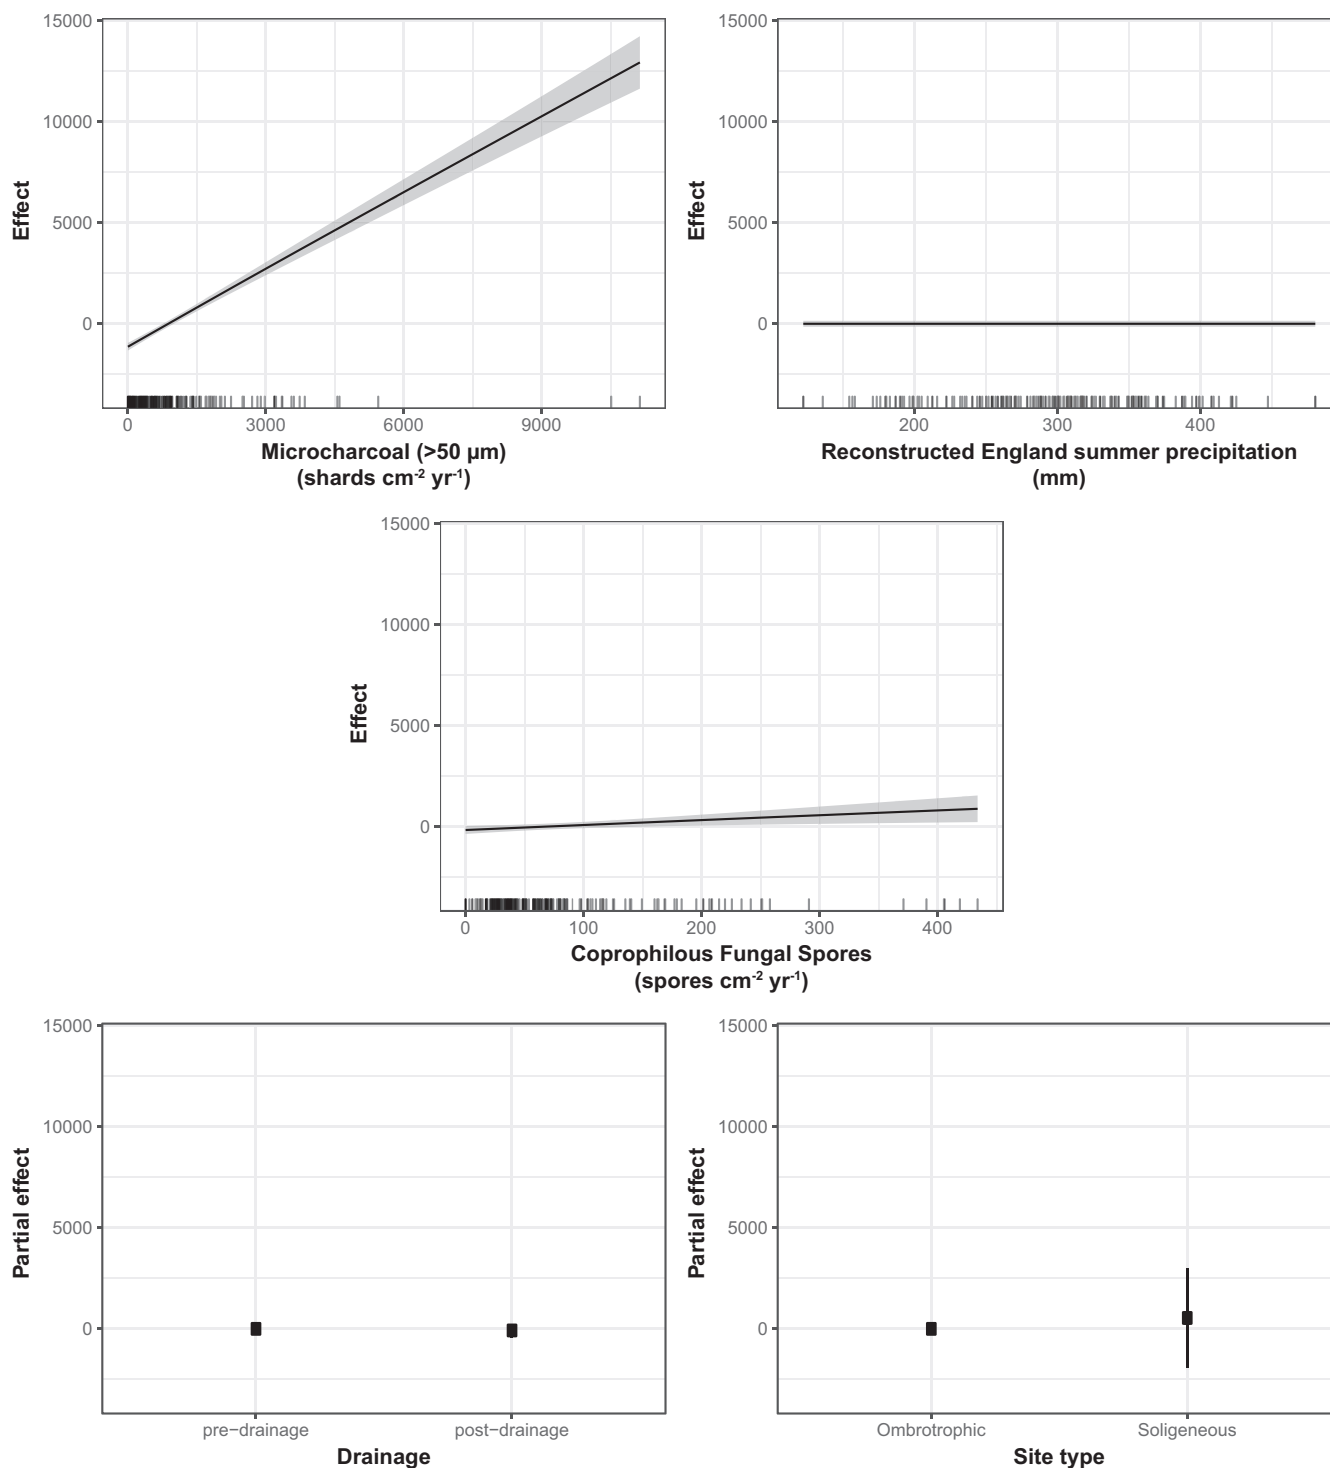 15000
10000
5000
0
Effect
0 3000 6000 9000
Microcharcoal (>50 µm)
(shards cm⁻² yr⁻¹)
15000
10000
5000
0
Effect
200 300 400
Reconstructed England summer precipitation
(mm)
15000
10000
5000
0
Effect
0 100 200 300 400
Coprophilous Fungal Spores
(spores cm⁻² yr⁻¹)
15000
10000
5000
0
Partial effect
pre−drainage post−drainage
Drainage
15000
10000
5000
0
Partial effect
Ombrotrophic Soligeneous
Site type